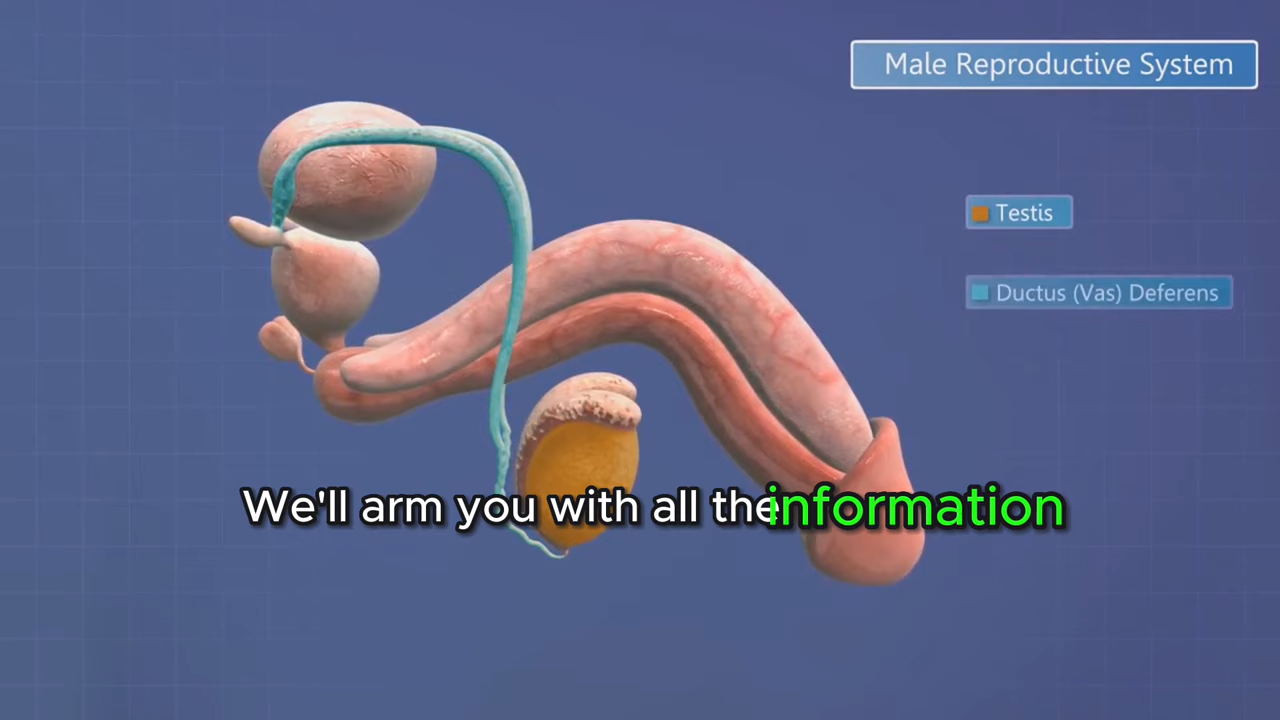 Male Reproductive System
Testis
Ductus (Vas) Deferens
We'll arm you with all the information